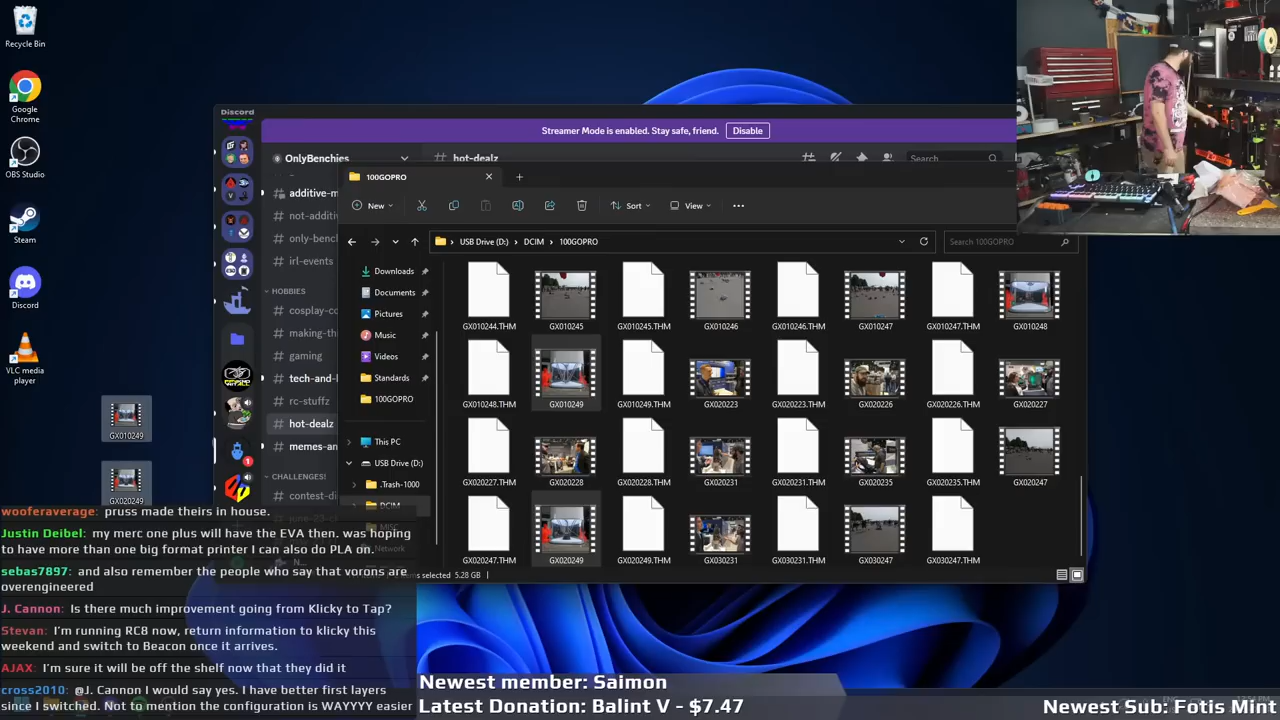 Recycle Bin
Google
Chrome
OBS Studio
Steam
Discord
VLC media
player
GX010249
GX020249
Discord
Streamer Mode is enabled. Stay safe, friend.
Disable
OnlyBenchies
hot-dealz
Search
additive-m
not-additiv
only-bench
irl-events
HOBBIES
cosplay-co
making-th
gaming
tech-and-l
rc-stuffz
hot-dealz
memes-an
CHALLENGES!
contest-di
100GOPRO
New
Sort
View
USB Drive (D:)
DCIM
100GOPRO
Search 100GOPRO
Downloads
Documents
Pictures
Music
Videos
Standards
100GOPRO
This PC
USB Drive (D:)
.Trash-1000
DCIM
MISC
Network
GX010244.THM
GX010245
GX010245.THM
GX010246
GX010246.THM
GX010247
GX010247.THM
GX010248
GX010248.THM
GX010249
GX010249.THM
GX020223
GX020223.THM
GX020226
GX020226.THM
GX020227
GX020227.THM
GX020228
GX020228.THM
GX020231
GX020231.THM
GX020235
GX020235.THM
GX020247
GX020247.THM
GX020249
GX020249.THM
GX030231
GX030231.THM
GX030247
GX030247.THM
selected 5.28 GB
wooferaverage: pruss made theirs in house.
Justin Deibel: my merc one plus will have the EVA then. was hoping
to have more than one big format printer I can also do PLA on.
sebas7897: and also remember the people who say that vorons are
overengineered
J. Cannon: Is there much improvement going from Klicky to Tap?
Stevan: I'm running RC8 now, return information to klicky this
weekend and switch to Beacon once it arrives.
AJAX: I'm sure it will be off the shelf now that they did it
cross2010: @J. Cannon I would say yes. I have better first layers
since I switched. Not to mention the configuration is WAYYYY easier
Newest member: Saimon
Latest Donation: Balint V - $7.47
Newest Sub: Fotis Mint